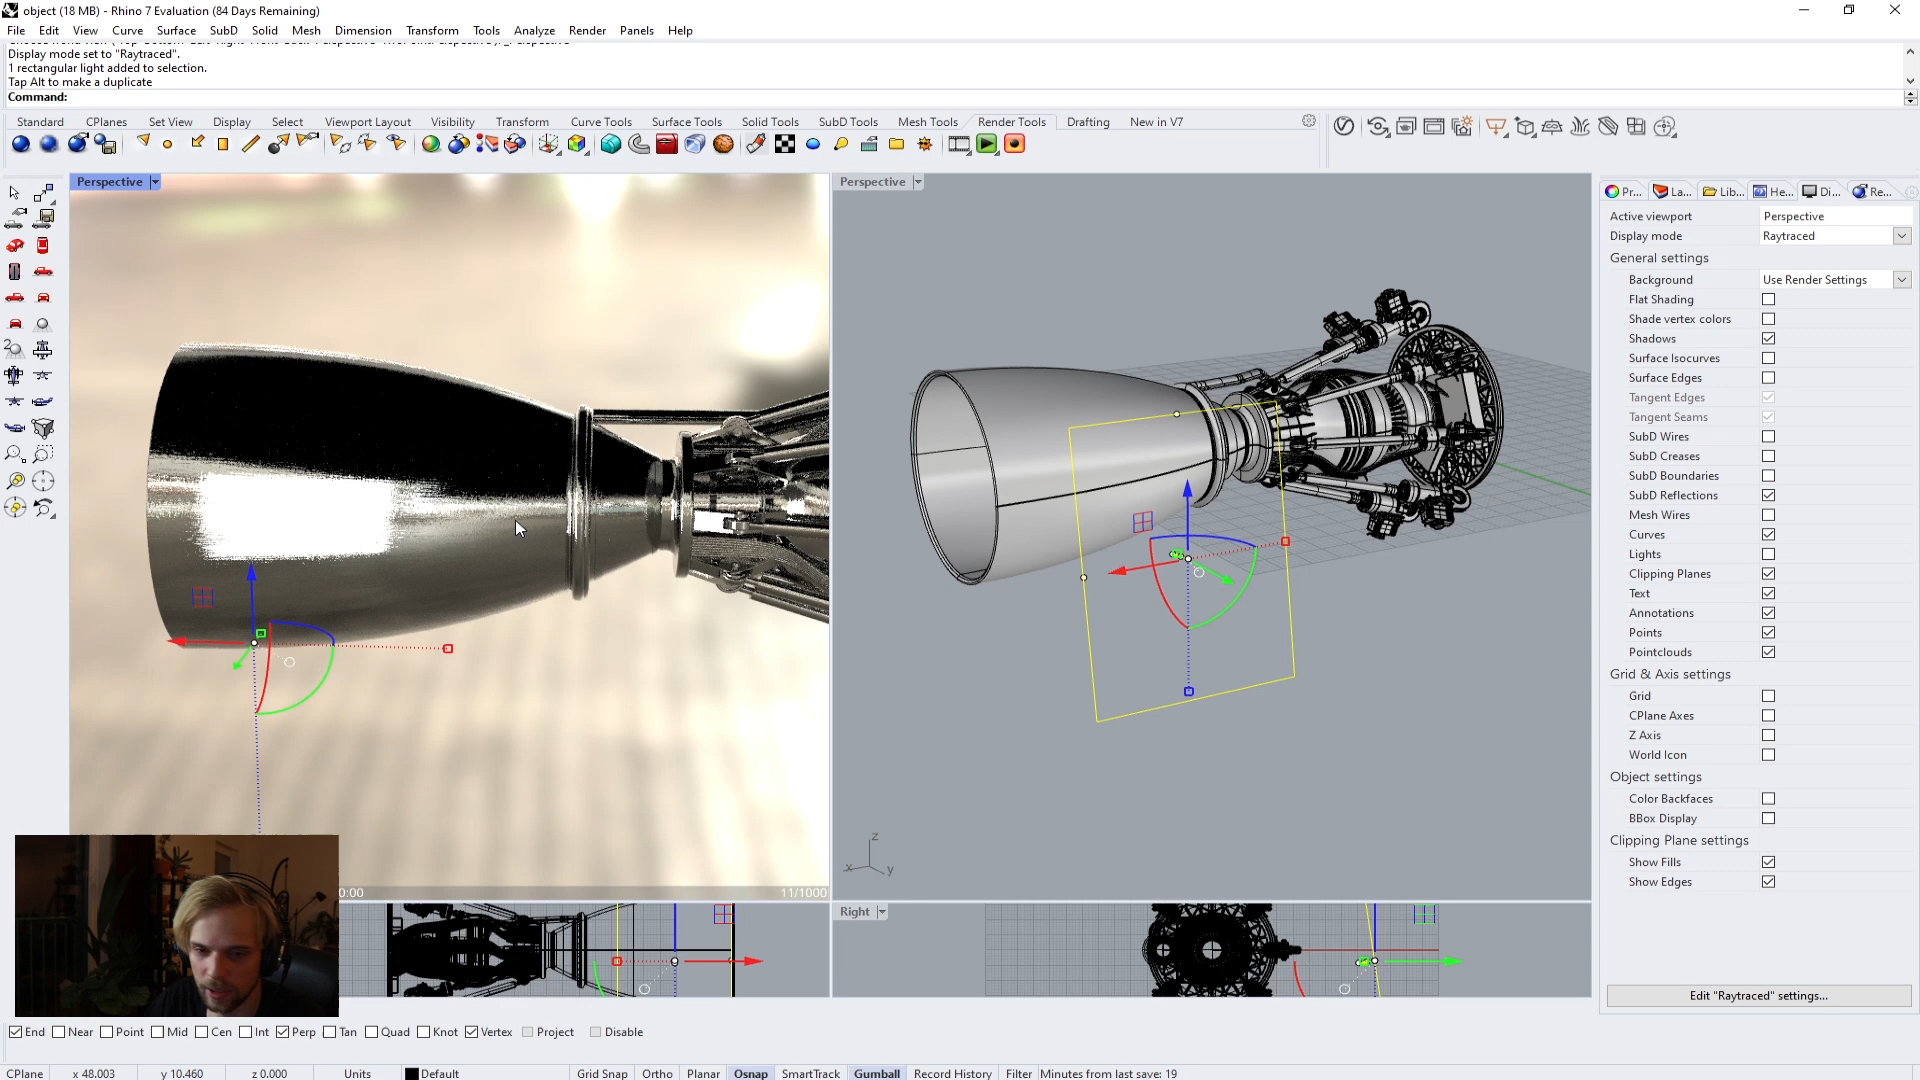 object (18 MB) - Rhino 7 Evaluation (84 Days Remaining)
File Edit View Curve Surface SubD Solid Mesh Dimension Transform Tools Analyze Render Panels Help
Display mode set to "Raytraced".
1 rectangular light added to selection.
Tap Alt to make a duplicate
Command:
Standard CPlanes Set View Display Select Viewport Layout Visibility Transform Curve Tools Surface Tools Solid Tools SubD Tools Mesh Tools Render Tools Drafting New in V7
Perspective
Perspective
Pr... La... Lib... He... Di... Re...
Active viewport Perspective
Display mode Raytraced
General settings
Background Use Render Settings
Flat Shading
Shade vertex colors
Shadows
Surface Isocurves
Surface Edges
Tangent Edges
Tangent Seams
SubD Wires
SubD Creases
SubD Boundaries
SubD Reflections
Mesh Wires
Curves
Lights
Clipping Planes
Text
Annotations
Points
Pointclouds
Grid & Axis settings
Grid
CPlane Axes
Z Axis
World Icon
Object settings
Color Backfaces
BBox Display
Clipping Plane settings
Show Fills
Show Edges
Edit "Raytraced" settings...
z
x
y
0:00 11/1000
Right
End Near Point Mid Cen Int Perp Tan Quad Knot Vertex Project Disable
CPlane x 48.003 y 10.460 z 0.000 Units Default Grid Snap Ortho Planar Osnap SmartTrack Gumball Record History Filter Minutes from last save: 19